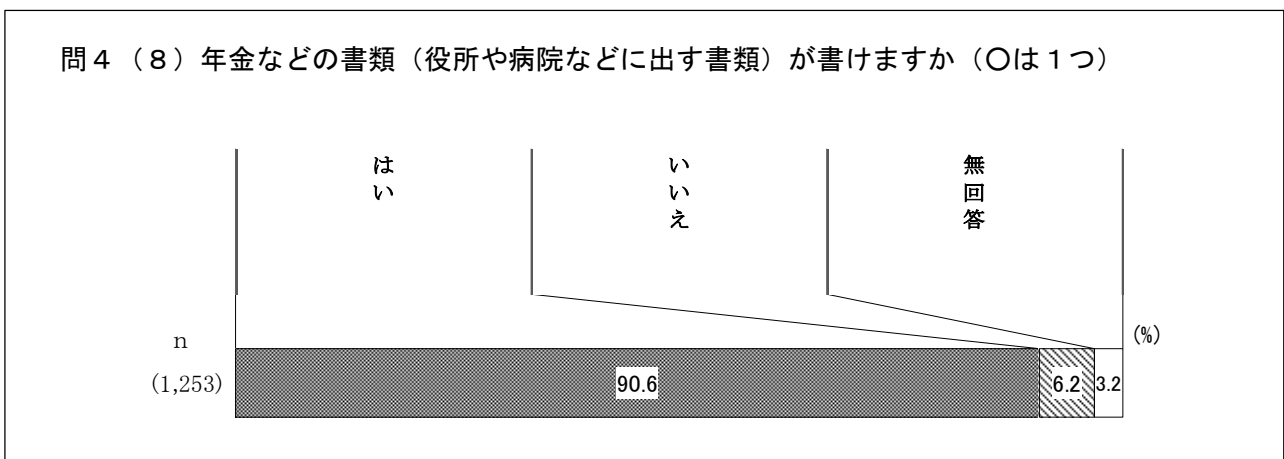 問４（８）年金などの書類（役所や病院などに出す書類）が書けますか（○は１つ）
はい
いいえ
無回答
(%)
n
(1,253)
90.6
6.2
3.2